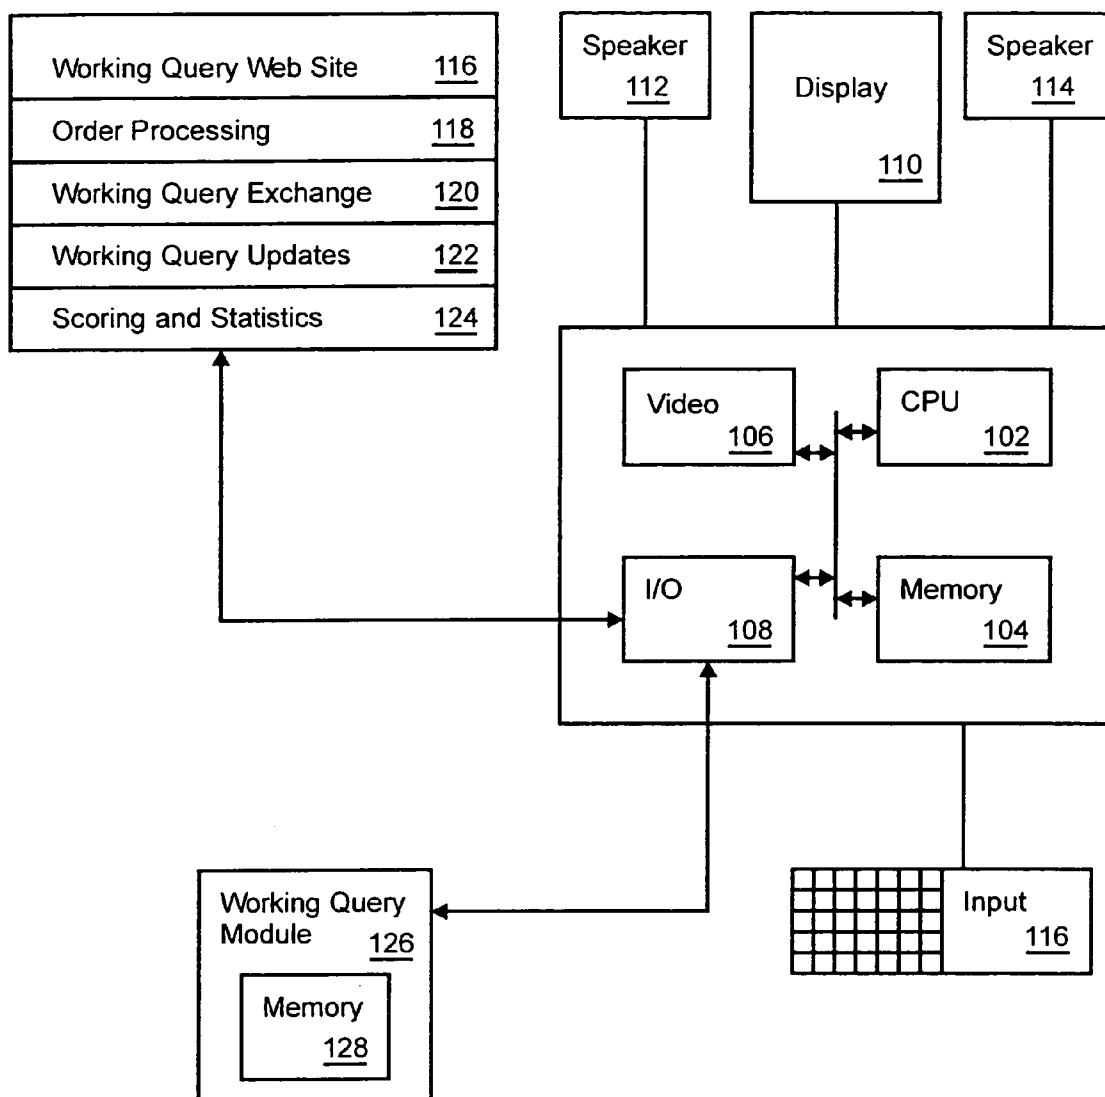 Working Query Web Site 116
Order Processing 118
Working Query Exchange 120
Working Query Updates 122
Scoring and Statistics 124
Speaker
112
Display
110
Speaker
114
Video
106
CPU
102
I/O
108
Memory
104
Working Query
Module 126
Memory
128
Input
116